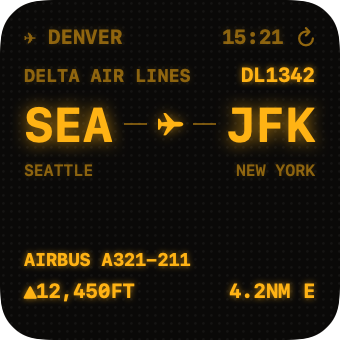 ✈ DENVER 15:21 ↻
DELTA AIR LINES DL1342
SEA — ✈ — JFK
SEATTLE NEW YORK
AIRBUS A321-211
▲12,450FT 4.2NM E